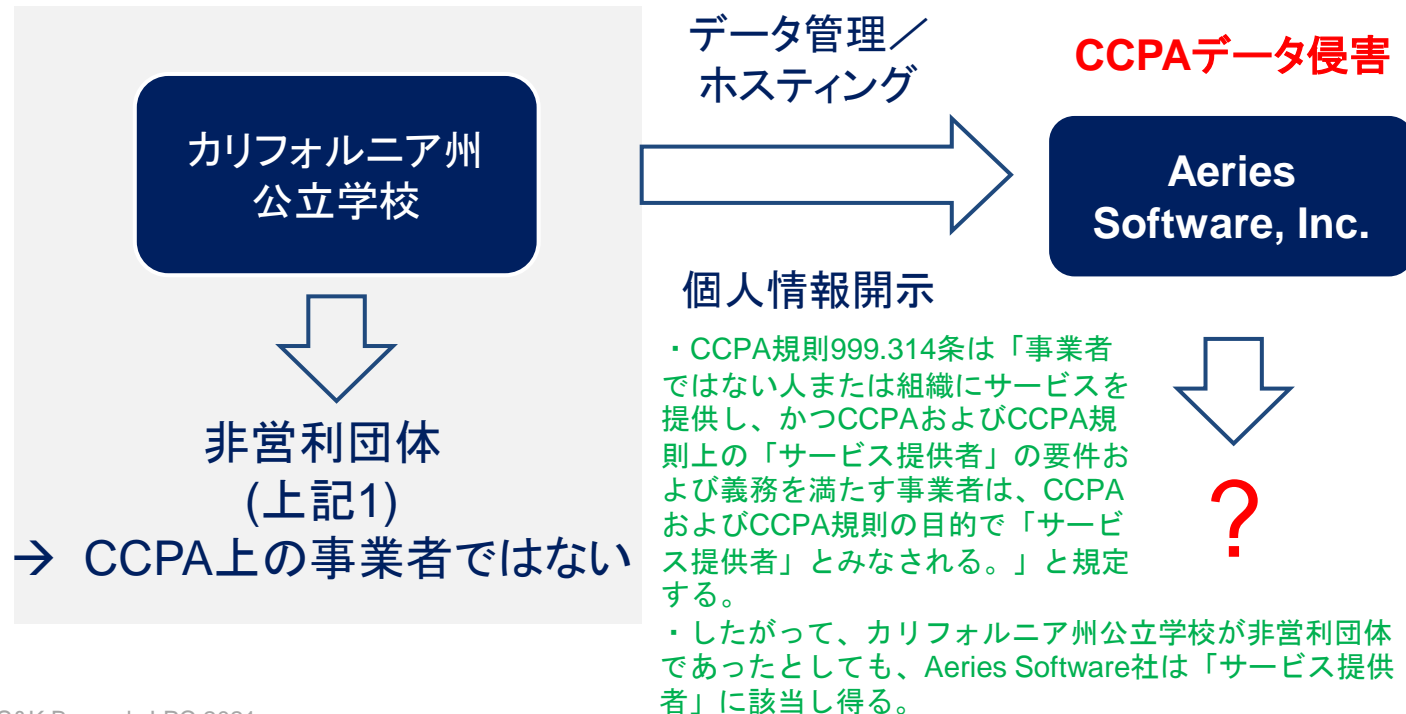 データ管理／
ホスティング
CCPAデータ侵害
カリフォルニア州
公立学校
Aeries
Software, Inc.
個人情報開示
・CCPA規則999.314条は「事業者
ではない人または組織にサービスを
提供し、かつCCPAおよびCCPA規
則上の「サービス提供者」の要件お
よび義務を満たす事業者は、CCPA
およびCCPA規則の目的で「サービ
ス提供者」とみなされる。」と規定
する。
・したがって、カリフォルニア州公立学校が非営利団体
であったとしても、Aeries Software社は「サービス提供
者」に該当し得る。
非営利団体
(上記1)
→ CCPA上の事業者ではない
?